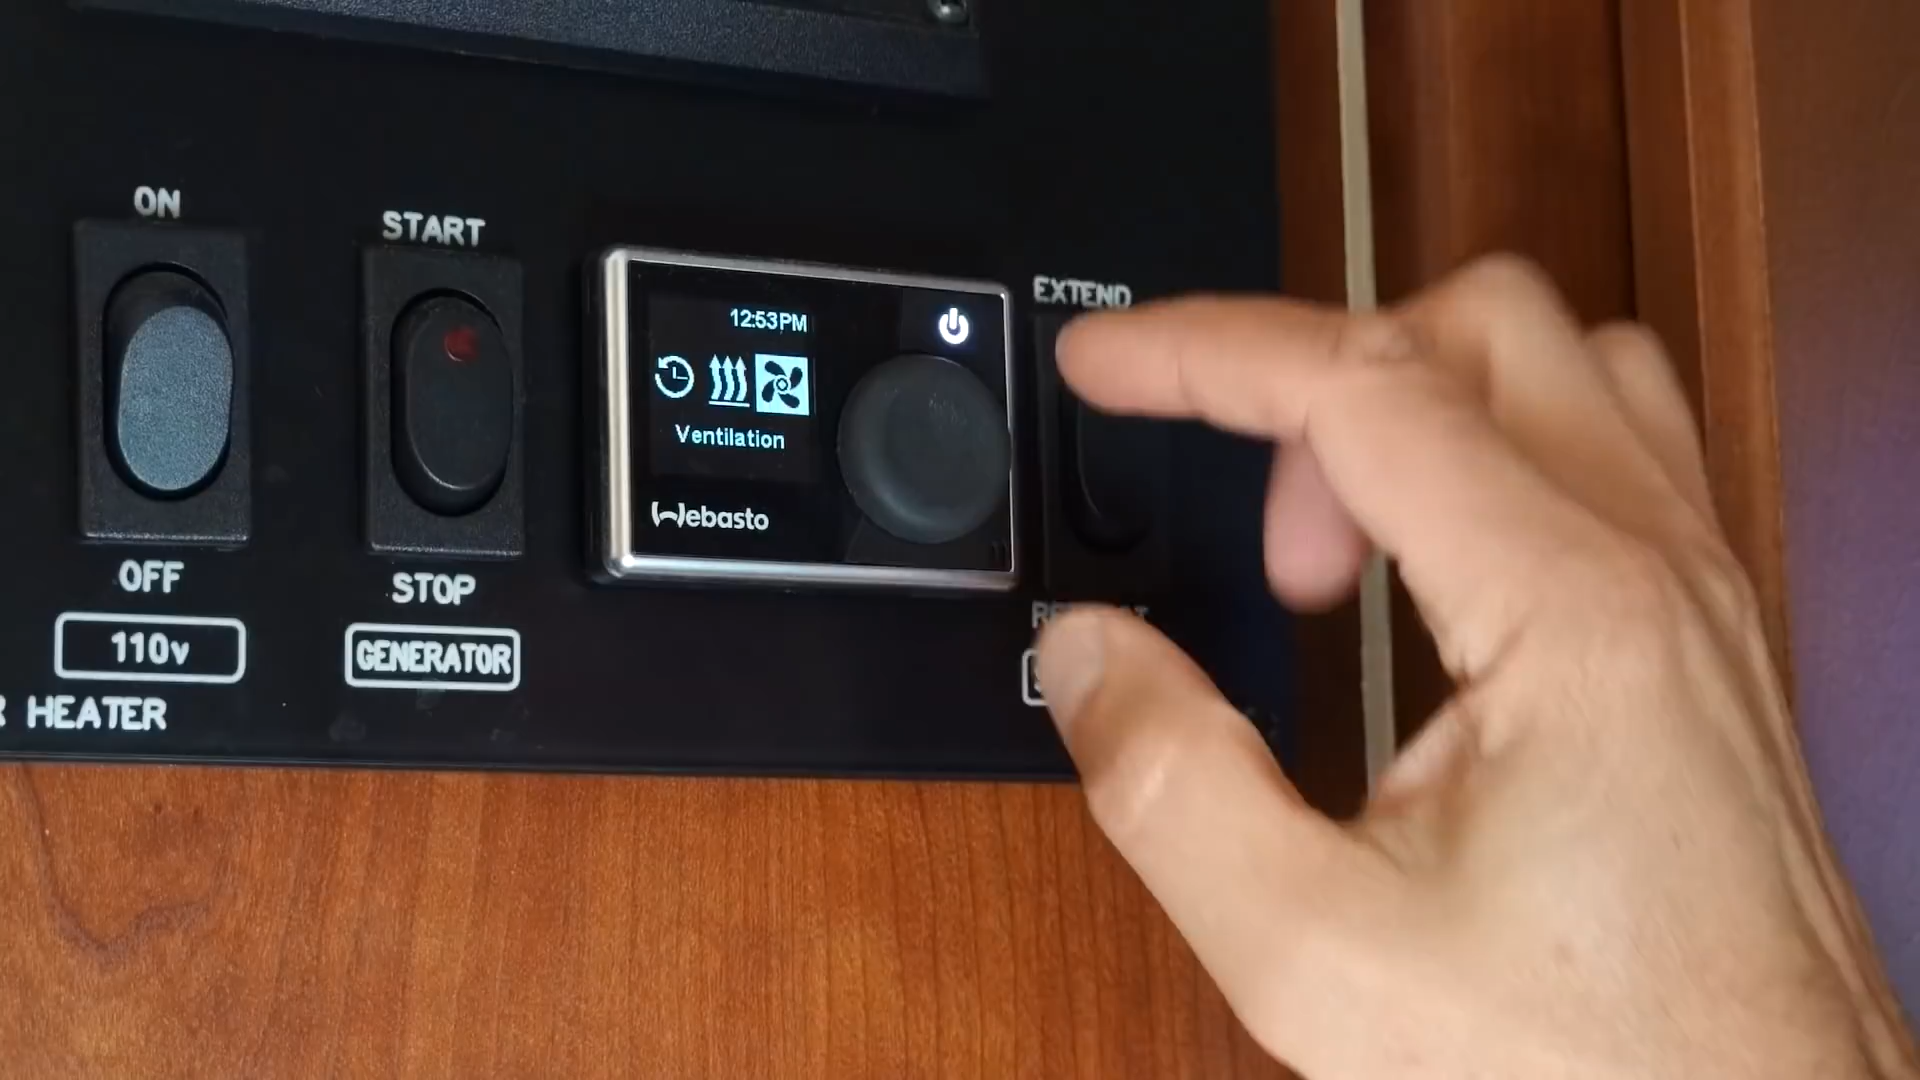 ON
START
EXTEND
12:53PM
Ventilation
Webasto
OFF
STOP
110v
GENERATOR
HEATER